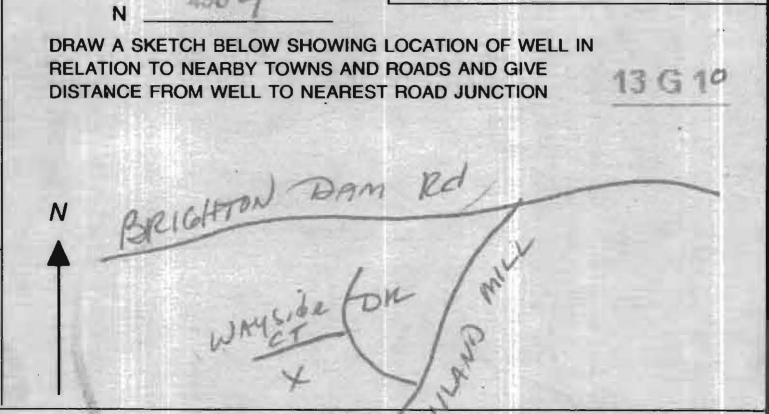 N
DRAW A SKETCH BELOW SHOWING LOCATION OF WELL IN
RELATION TO NEARBY TOWNS AND ROADS AND GIVE
DISTANCE FROM WELL TO NEAREST ROAD JUNCTION
13 G 10
N
BRIGHTON DAM Rd
WAYSide DR
CT
X
MILL